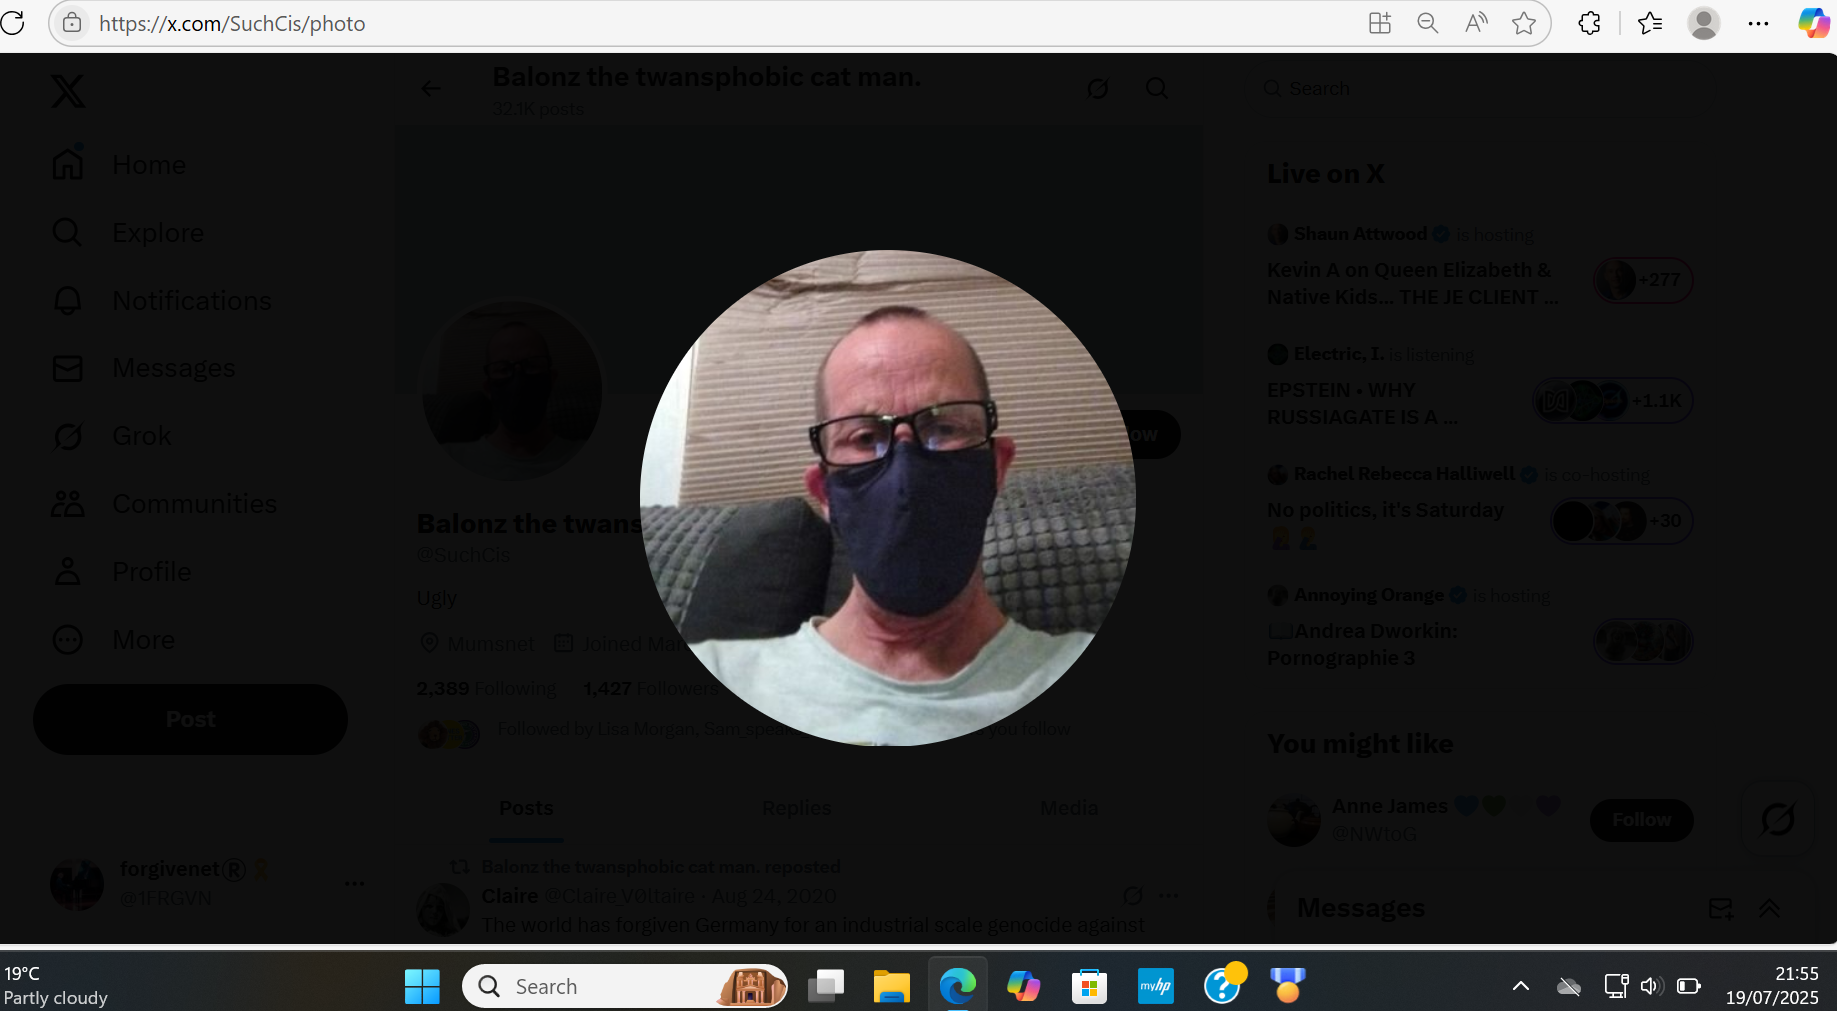 https://x.com/SuchCis/photo
Balonz the twansphobic cat man.
32.1K posts
Search
Home
Explore
Notifications
Messages
Grok
Communities
Profile
More
Post
forgivenet®
@1FRGVN
ow
Balonz the twans
@SuchCis
Ugly
Mumsnet Joined Mar
2,389 Following 1,427 Followers
Followed by Lisa Morgan, Sam_speak you follow
Posts Replies Media
Balonz the twansphobic cat man. reposted
Claire @Claire_V0ltaire · Aug 24, 2020
The world has forgiven Germany for an industrial scale genocide against
Live on X
Shaun Attwood is hosting
Kevin A on Queen Elizabeth &
Native Kids... THE JE CLIENT ...
+277
Electric, I. is listening
EPSTEIN • WHY
RUSSIAGATE IS A ...
+1.1K
Rachel Rebecca Halliwell is co-hosting
No politics, it's Saturday
+30
Annoying Orange is hosting
Andrea Dworkin:
Pornographie 3
You might like
Anne James
@NWtoG
Follow
Messages
19°C
Partly cloudy
Search
myhp
21:55
19/07/2025